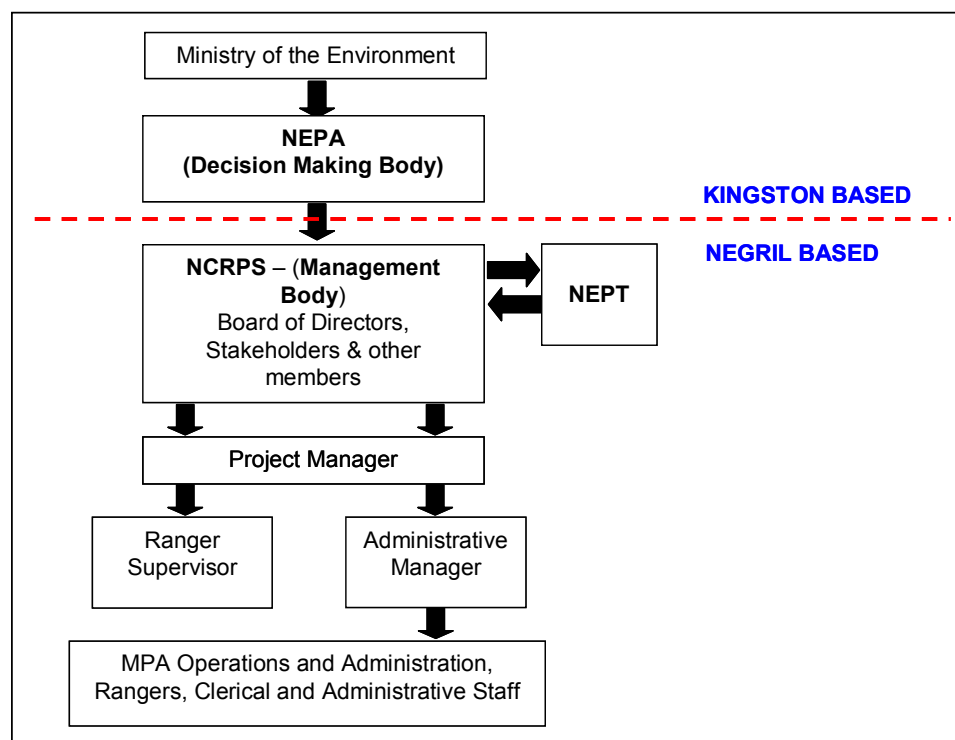 Ministry of the Environment
NEPA
(Decision Making Body)
KINGSTON BASED
NEGRIL BASED
NCRPS – (Management
Body)
Board of Directors,
Stakeholders & other
members
NEPT
Project Manager
Ranger
Supervisor
Administrative
Manager
MPA Operations and Administration,
Rangers, Clerical and Administrative Staff